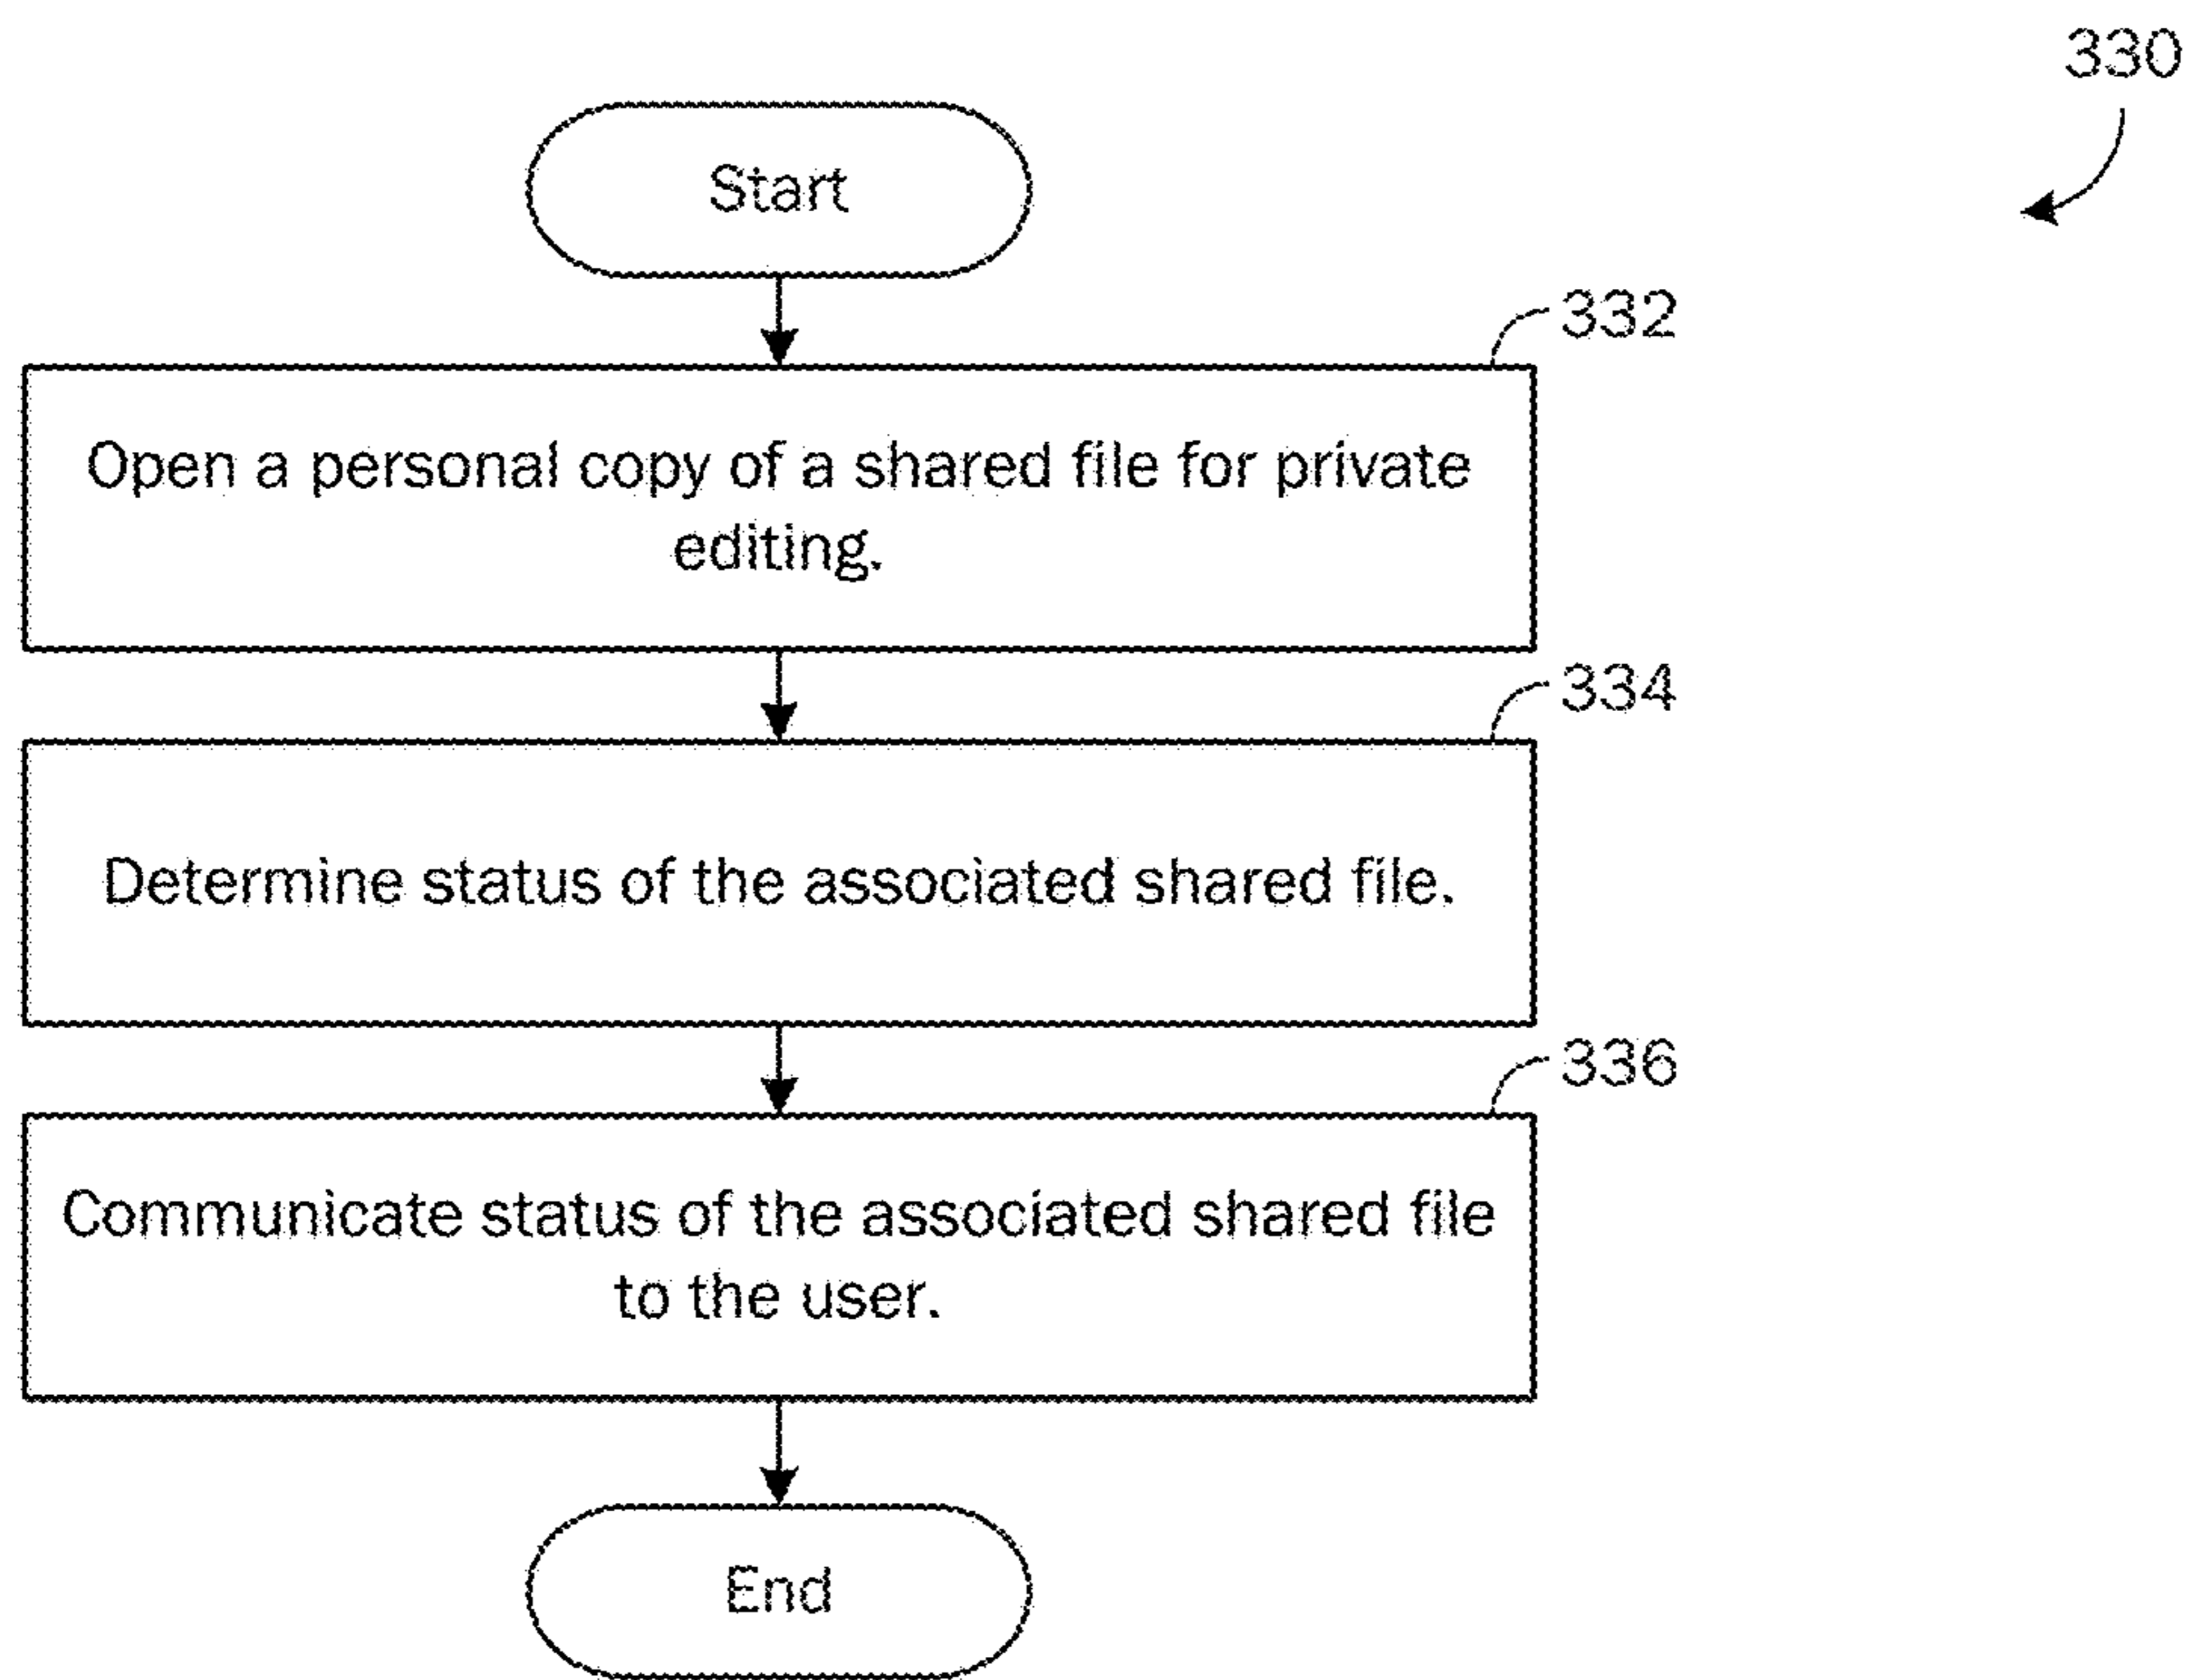 330
Start
332
Open a personal copy of a shared file for private
editing.
334
Determine status of the associated shared file.
336
Communicate status of the associated shared file
to the user.
End